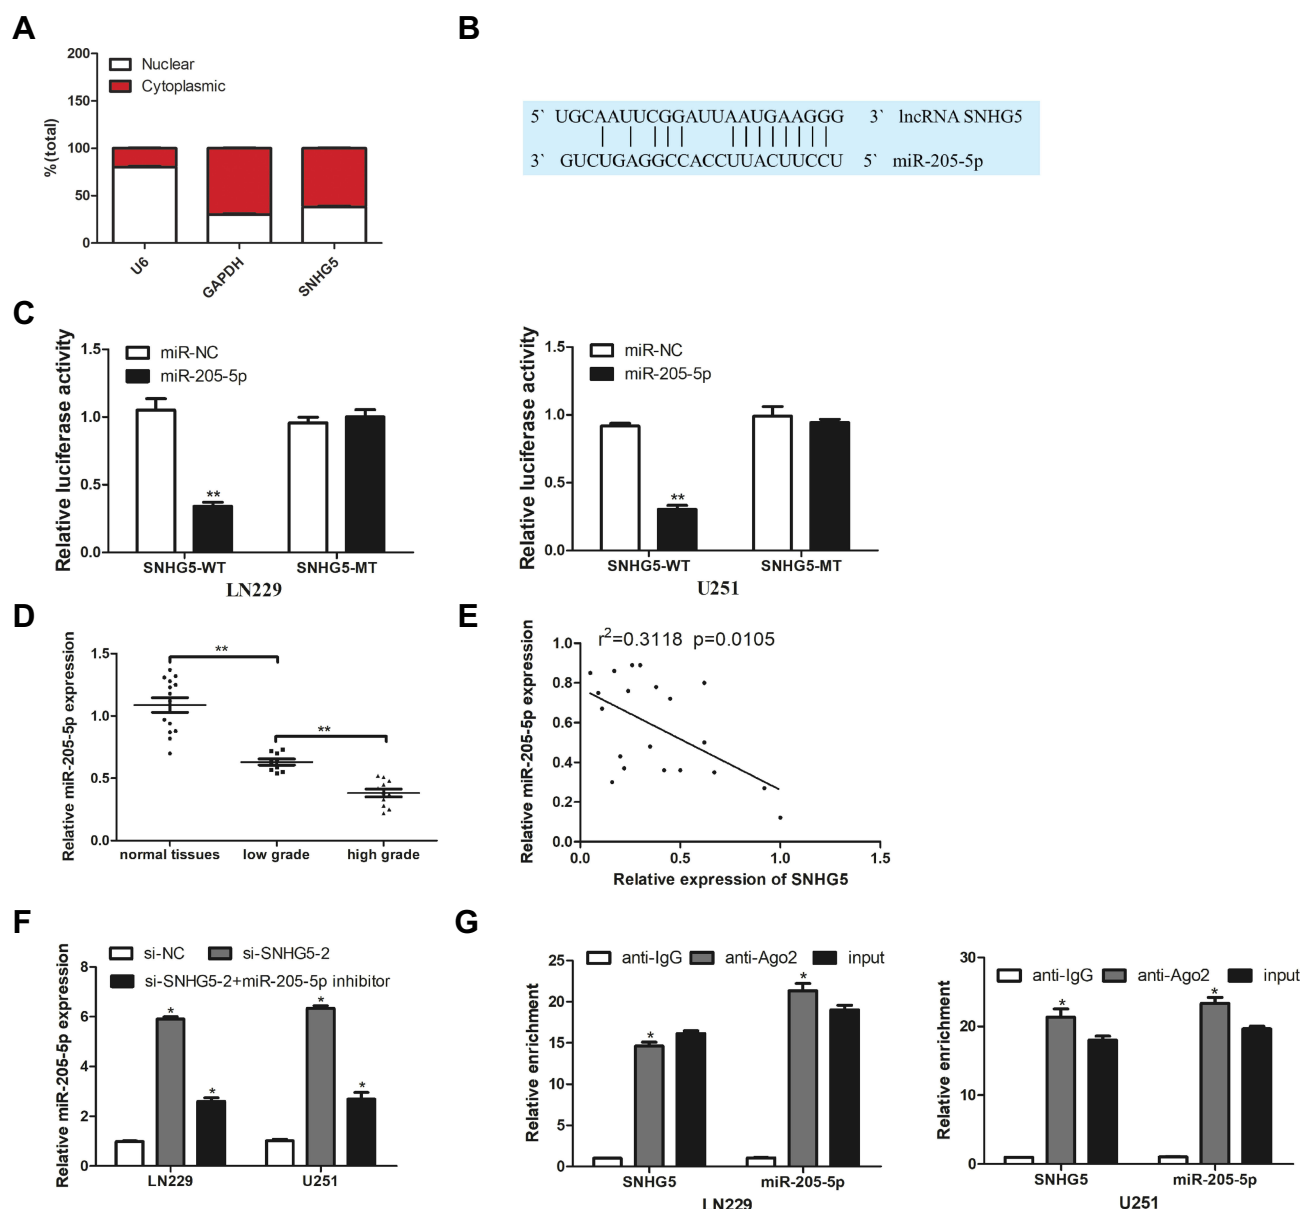 A
200
150
100
50
0
% (total)
Nuclear
Cytoplasmic
U6
GAPDH
SNHG5
B
5` UGCAAUUCGGAUUAAUGAAGGG 3` lncRNA SNHG5
3` GUCUGAGGCCACCUUACUUCCU 5` miR-205-5p
C
Relative luciferase activity
1.5
1.0
0.5
0.0
miR-NC
miR-205-5p
**
SNHG5-WT
SNHG5-MT
LN229
Relative luciferase activity
1.5
1.0
0.5
0.0
miR-NC
miR-205-5p
**
SNHG5-WT
SNHG5-MT
U251
D
Relative miR-205-5p expression
1.5
1.0
0.5
0.0
**
**
normal tissues
low grade
high grade
E
Relative miR-205-5p expression
r2=0.3118 p=0.0105
1.0
0.8
0.6
0.4
0.2
0.0
0.0
0.5
1.0
1.5
Relative expression of SNHG5
F
Relative miR-205-5p expression
si-NC
si-SNHG5-2
si-SNHG5-2+miR-205-5p inhibitor
8
6
4
2
0
*
*
*
*
LN229
U251
G
Relative enrichment
anti-IgG
anti-Ago2
input
25
20
15
10
5
0
*
*
SNHG5
miR-205-5p
LN229
Relative enrichment
anti-IgG
anti-Ago2
input
30
20
10
0
*
*
SNHG5
miR-205-5p
U251